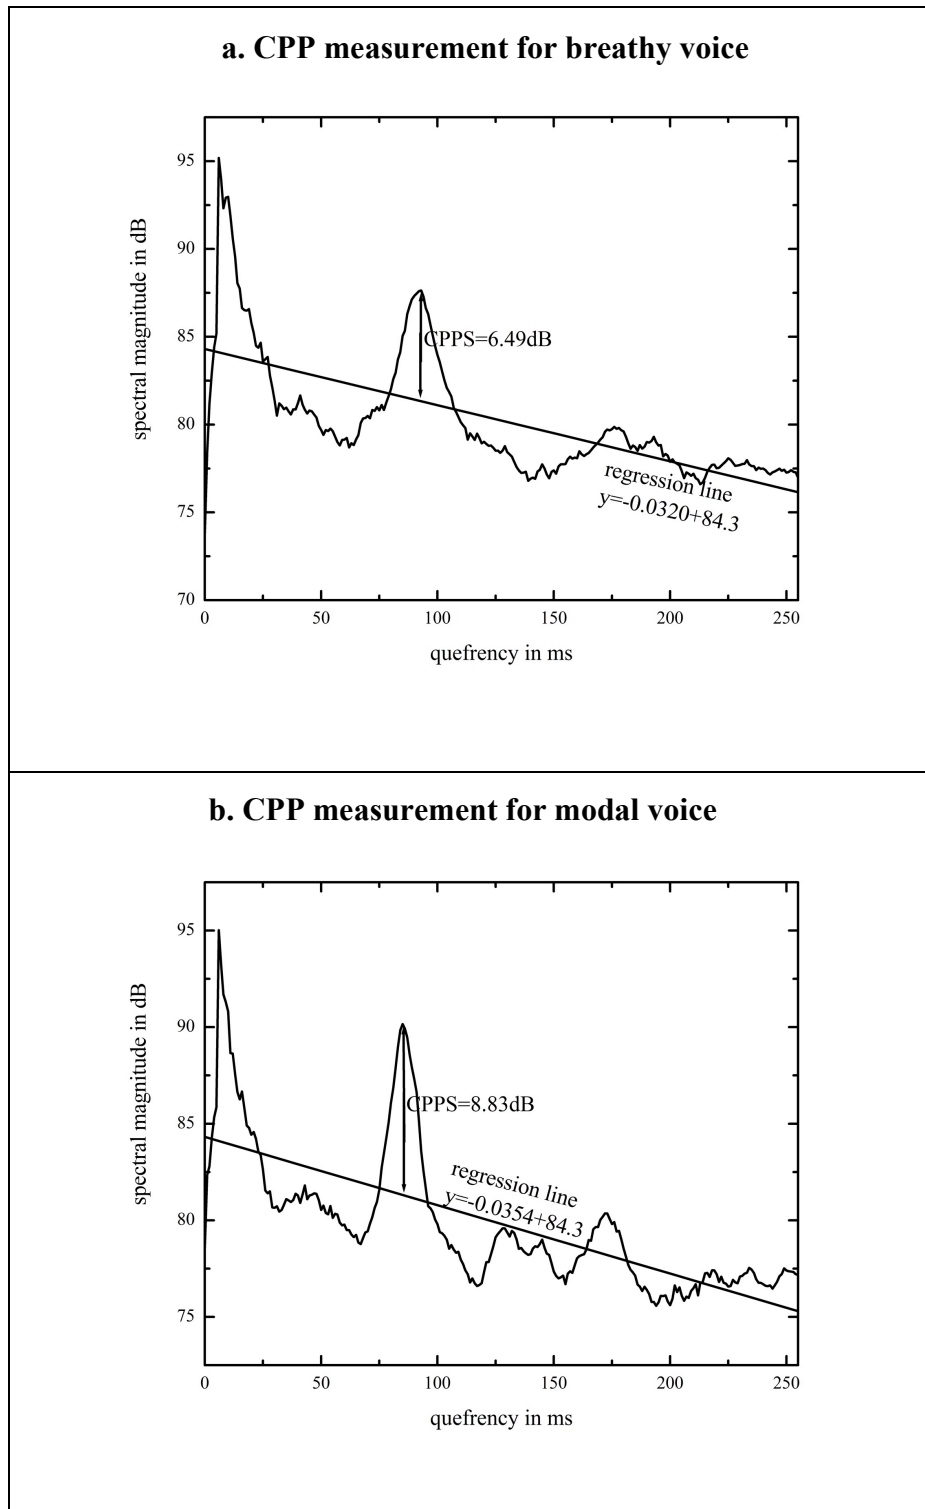 a. CPP measurement for breathy voice
95
90
85
80
75
70
spectral magnitude in dB
CPPS=6.49dB
regression line
y=-0.0320+84.3
0 50 100 150 200 250
quefrency in ms
b. CPP measurement for modal voice
95
90
85
80
75
spectral magnitude in dB
CPPS=8.83dB
regression line
y=-0.0354+84.3
0 50 100 150 200 250
quefrency in ms